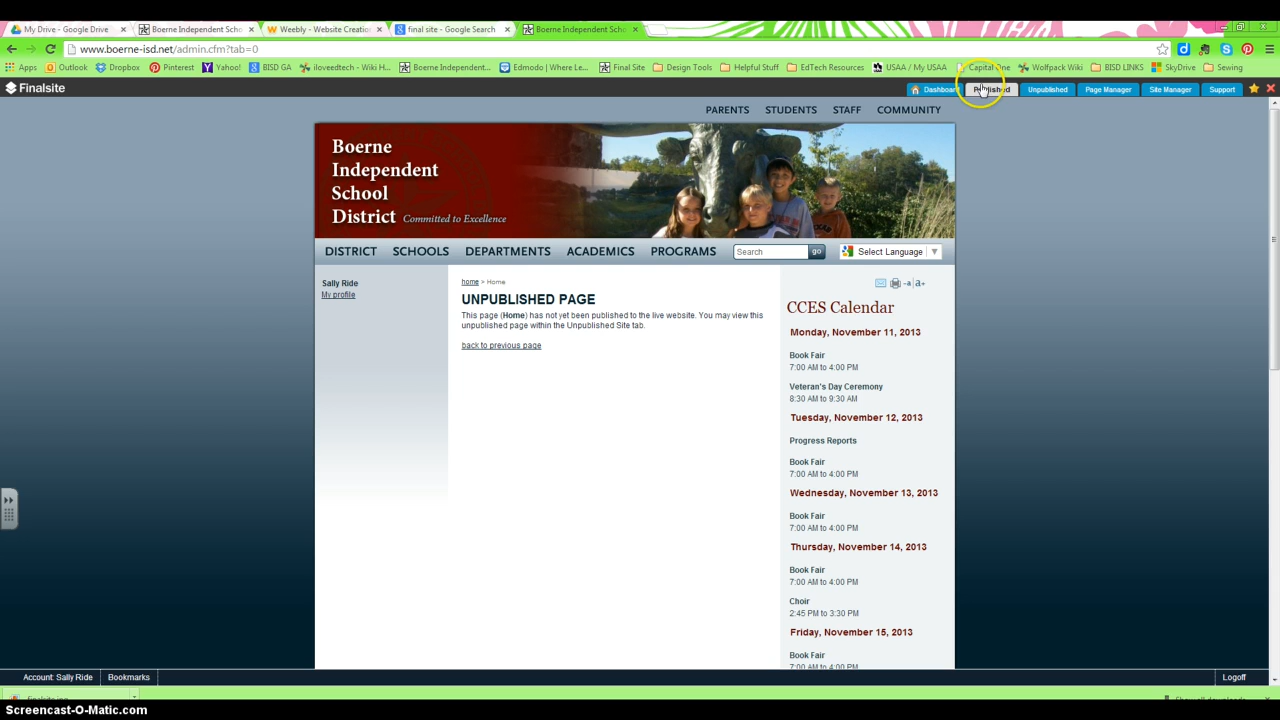 My Drive - Google Drive
Boerne Independent Scho
Weebly - Website Creation
final site - Google Search
Boerne Independent Scho
www.boerne-isd.net/admin.cfm?tab=0
Apps Outlook Dropbox Pinterest Yahoo! BISD GA iloveedtech - Wiki H... Boerne Independent... Edmodo | Where Le... Final Site Design Tools Helpful Stuff EdTech Resources USAA / My USAA Capital One Wolfpack Wiki BISD LINKS SkyDrive Sewing
Finalsite
Dashboard Published Unpublished Page Manager Site Manager Support
PARENTS STUDENTS STAFF COMMUNITY
Boerne
Independent
School
District Committed to Excellence
DISTRICT SCHOOLS DEPARTMENTS ACADEMICS PROGRAMS Search go Select Language
Sally Ride
My profile
home > Home
UNPUBLISHED PAGE
This page (Home) has not yet been published to the live website. You may view this
unpublished page within the Unpublished Site tab.
back to previous page
-a a+
CCES Calendar
Monday, November 11, 2013
Book Fair
7:00 AM to 4:00 PM
Veteran's Day Ceremony
8:30 AM to 9:30 AM
Tuesday, November 12, 2013
Progress Reports
Book Fair
7:00 AM to 4:00 PM
Wednesday, November 13, 2013
Book Fair
7:00 AM to 4:00 PM
Thursday, November 14, 2013
Book Fair
7:00 AM to 4:00 PM
Choir
2:45 PM to 3:30 PM
Friday, November 15, 2013
Book Fair
7:00 AM to 4:00 PM
Account: Sally Ride Bookmarks Logoff
Screencast-O-Matic.com